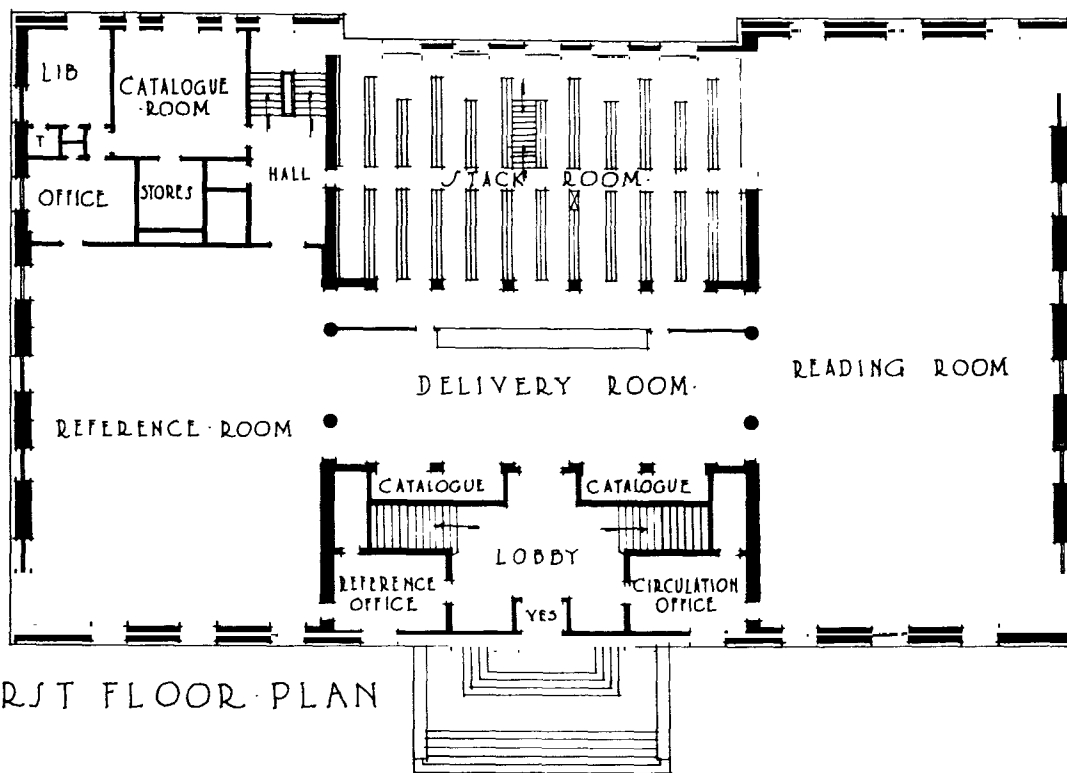 LIB
CATALOGUE
ROOM
T
OFFICE
STORES
HALL
STACK ROOM
DELIVERY ROOM
READING ROOM
REFERENCE ROOM
CATALOGUE
CATALOGUE
LOBBY
REFERENCE
OFFICE
CIRCULATION
OFFICE
YES
RST FLOOR PLAN